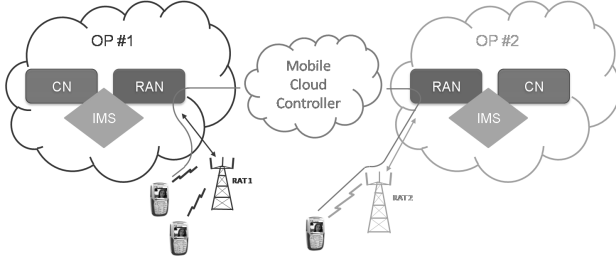 OP #1
CN
RAN
IMS
RAT1
Mobile
Cloud
Controller
OP #2
RAN
CN
IMS
RAT2